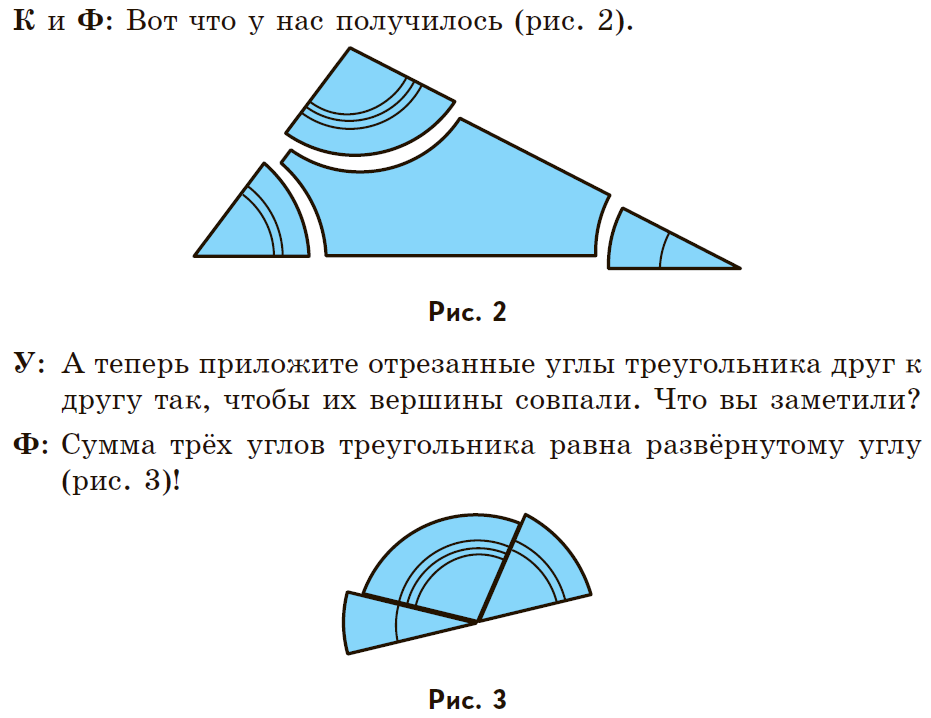 К и Ф: Вот что у нас получилось (рис. 2).
Рис. 2
У: А теперь приложите отрезанные углы треугольника друг к
другу так, чтобы их вершины совпали. Что вы заметили?
Ф: Сумма трёх углов треугольника равна развёрнутому углу
(рис. 3)!
Рис. 3